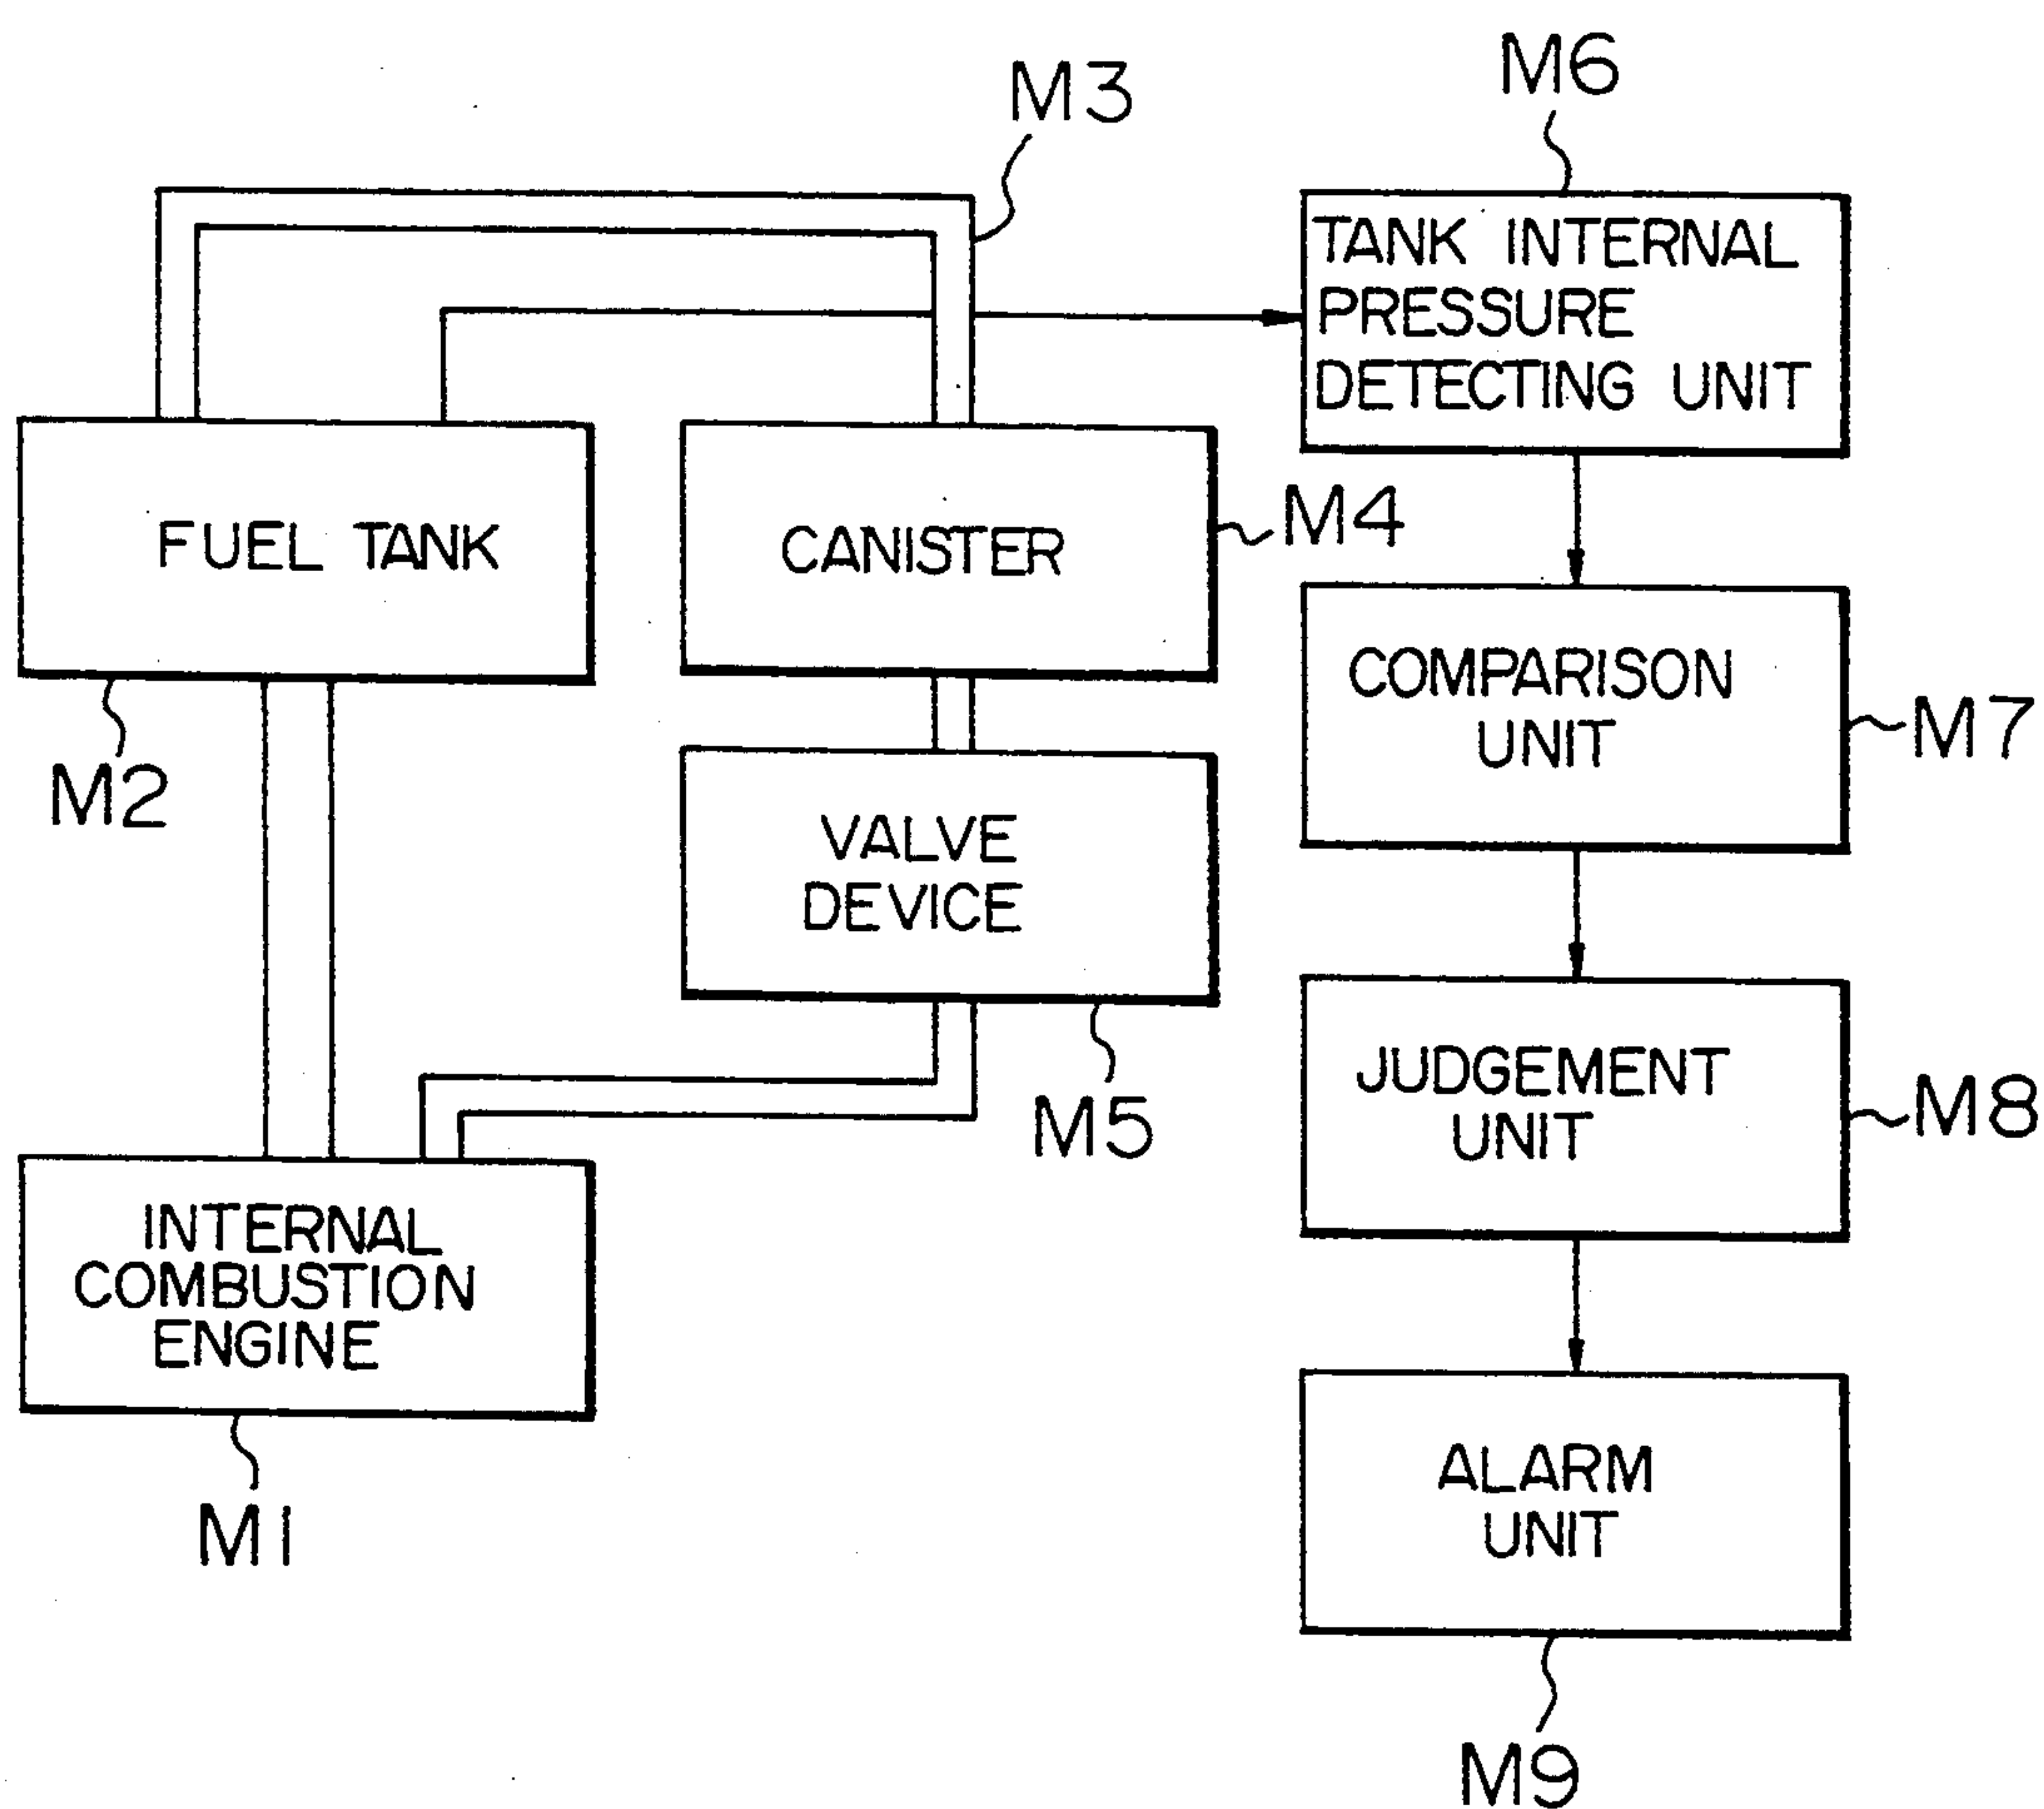 M6
M3
TANK INTERNAL
PRESSURE
DETECTING UNIT
M4
FUEL TANK
CANISTER
COMPARISON
UNIT
M7
M2
VALVE
DEVICE
JUDGEMENT
UNIT
M8
M5
INTERNAL
COMBUSTION
ENGINE
ALARM
UNIT
M1
M9